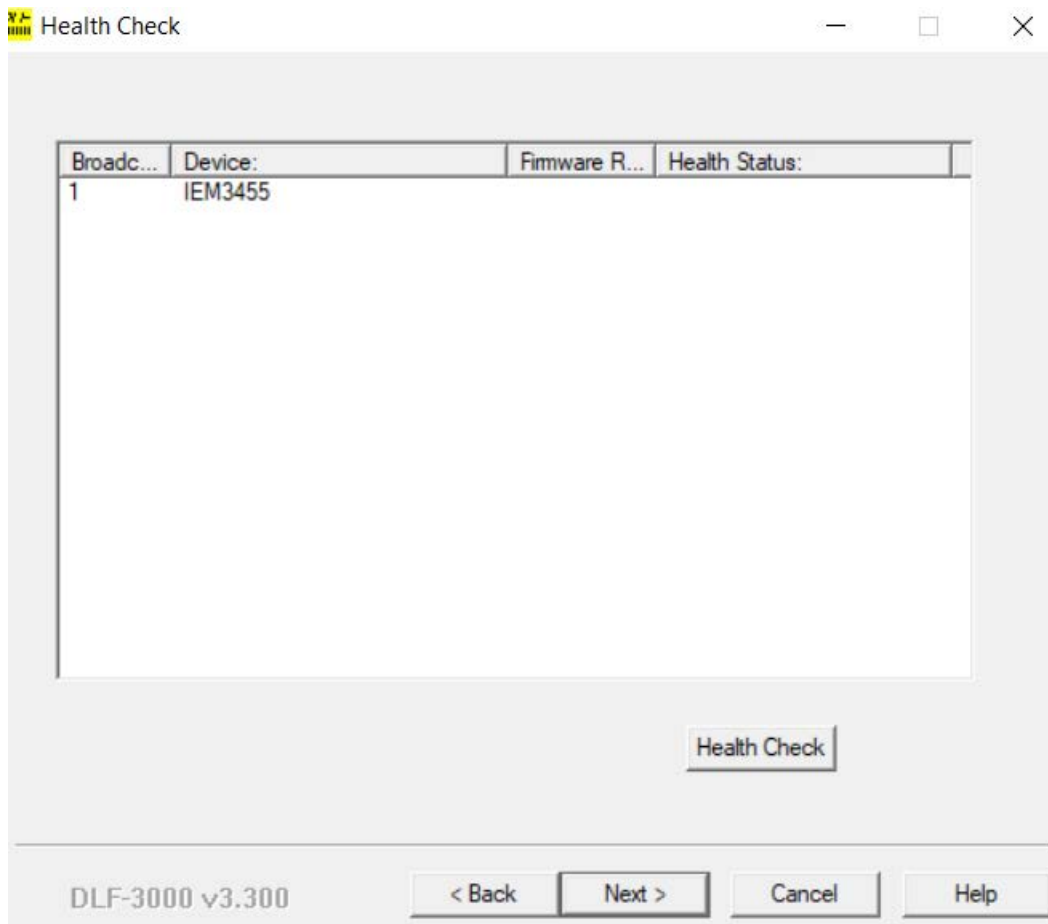 Health Check
Broadc... Device: Firmware R... Health Status:
1 IEM3455
Health Check
DLF-3000 v3.300 < Back Next > Cancel Help